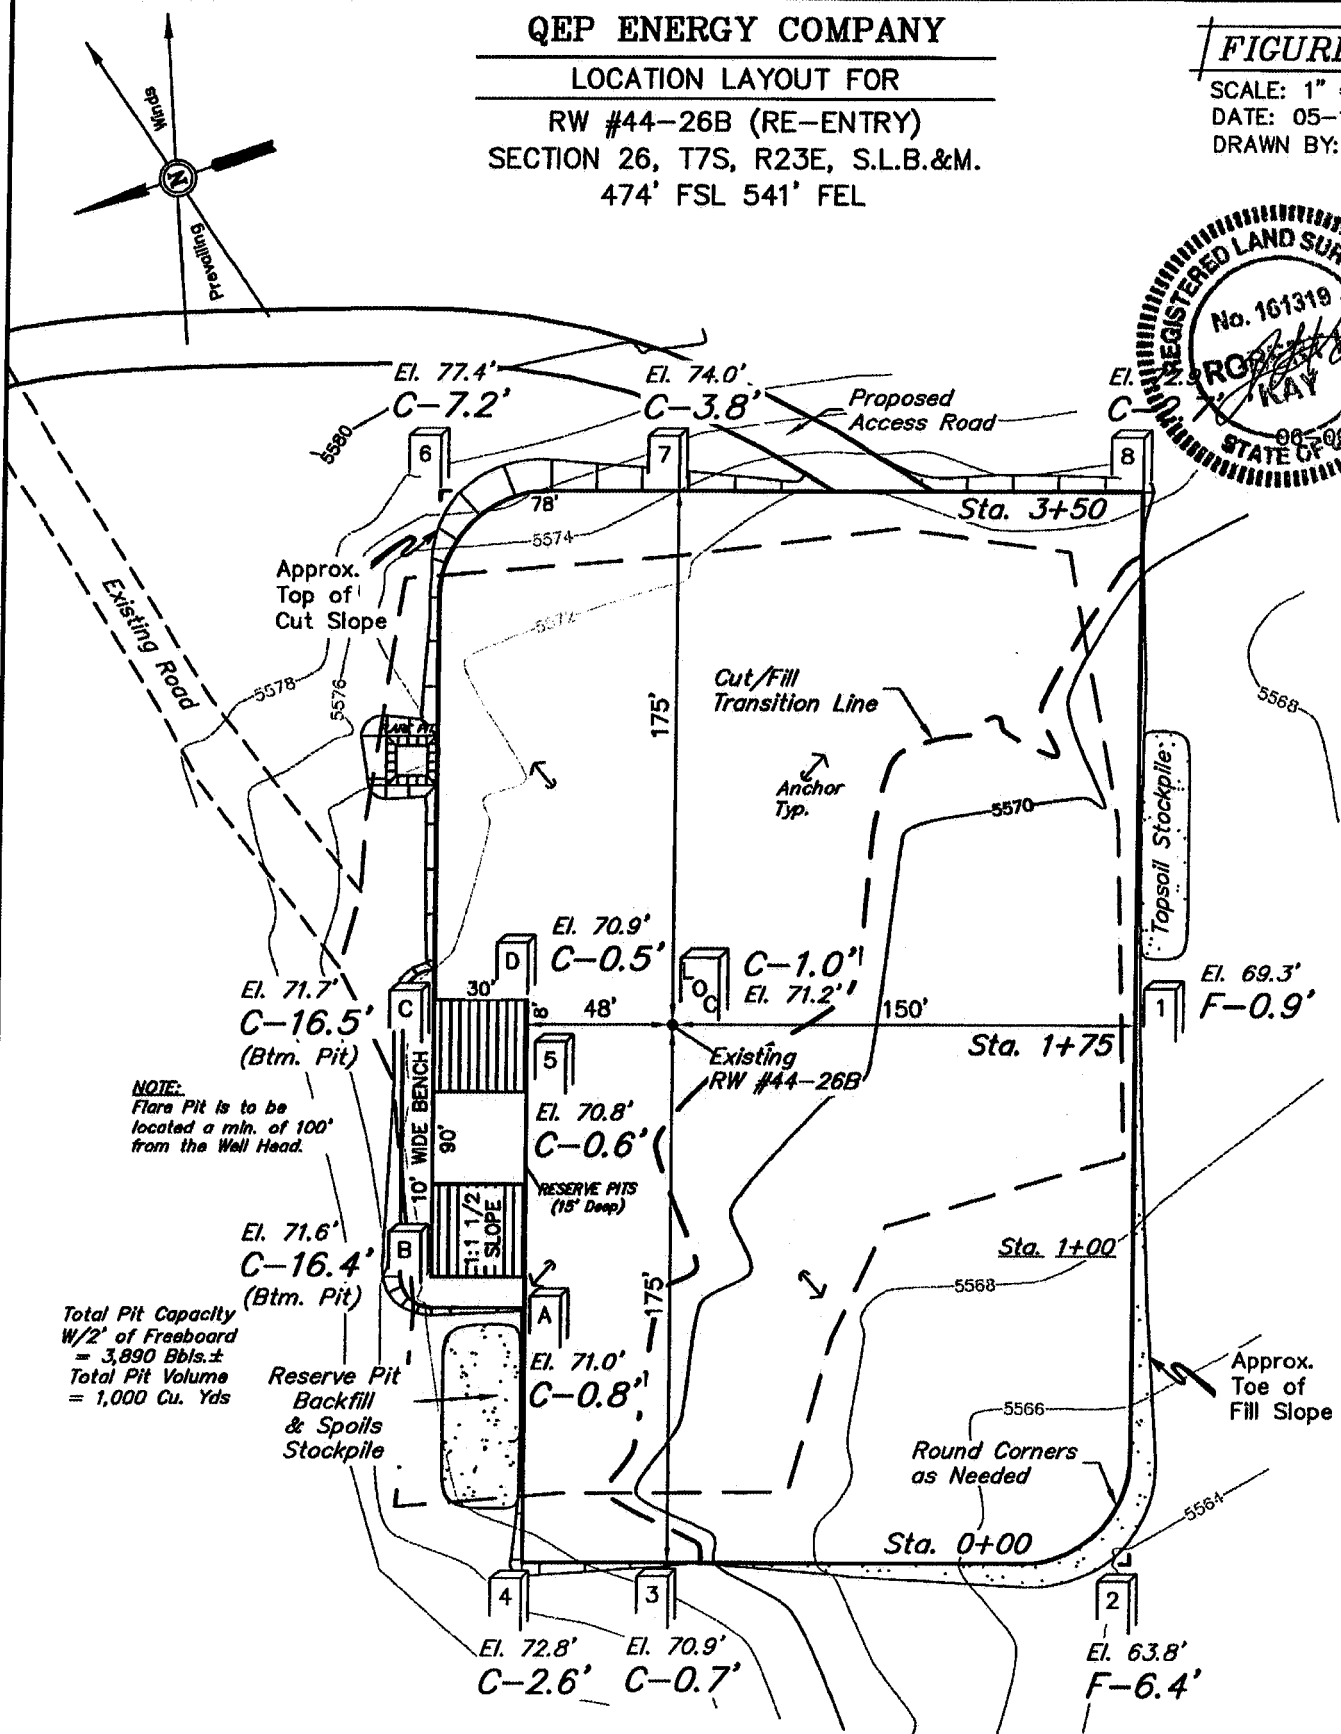 QEP ENERGY COMPANY
LOCATION LAYOUT FOR
RW #44-26B (RE-ENTRY)
SECTION 26, T7S, R23E, S.L.B.&M.
474' FSL 541' FEL
SCALE: 1"
DATE: 05-
DRAWN BY:
Winds
N
Prevailing
REGISTERED LAND
No. 161319
KAY
STATE OF
El. 77.4'
C-7.2'
El. 74.0'
C-3.8'
El.
Proposed
Access Road
5580
6
7
8
78'
Sta. 3+50
5574
Approx.
Top of
Cut Slope
5572
Existing Road
5578
5576
175'
Cut/Fill
Transition Line
5568
FLARE PIT
Anchor
Typ.
5570
Topsoil Stockpile
El. 70.9'
C-0.5'
D
LOC
C-1.0'
El. 71.2'
El. 69.3'
F-0.9'
1
El. 71.7'
C-16.5'
(Btm. Pit)
C
30'
8'
48'
150'
Sta. 1+75
5
Existing
RW #44-26B
NOTE:
Flare Pit is to be
located a min. of 100'
from the Well Head.
10' WIDE BENCH
90'
El. 70.8'
C-0.6'
RESERVE PITS
(15' Deep)
1:1 1/2
SLOPE
El. 71.6'
C-16.4'
(Btm. Pit)
B
Sta. 1+00
5568
175'
A
El. 71.0'
C-0.8'
Total Pit Capacity
W/2' of Freeboard
= 3,890 Bbls.±
Total Pit Volume
= 1,000 Cu. Yds
Reserve Pit
Backfill
& Spoils
Stockpile
Approx.
Toe of
Fill Slope
5566
Round Corners
as Needed
5564
Sta. 0+00
4
3
2
El. 72.8'
C-2.6'
El. 70.9'
C-0.7'
El. 63.8'
F-6.4'